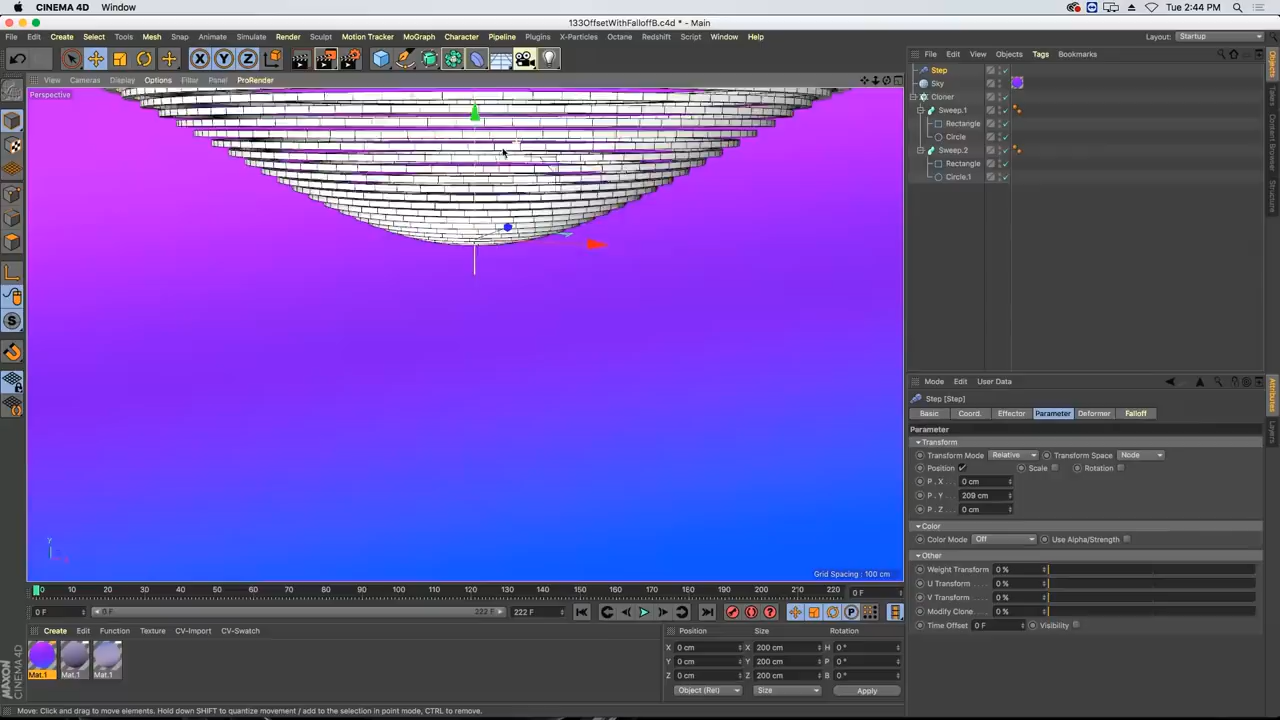 CINEMA 4D Window
Tue 2:44 PM
133OffsetWithFalloffB.c4d * - Main
File Edit Create Select Tools Mesh Snap Animate Simulate Render Sculpt Motion Tracker MoGraph Character Pipeline Plugins X-Particles Octane Redshift Script Window Help
Layout: Startup
X Y Z
View Cameras Display Options Filter Panel ProRender
Perspective
File Edit View Objects Tags Bookmarks
Step
Sky
Cloner
Sweep.1
Rectangle
Circle
Sweep.2
Rectangle
Circle.1
Objects
Takes
Content Browser
Structure
Mode Edit User Data
Step [Step]
Basic Coord. Effector Parameter Deformer Falloff
Parameter
Transform
Transform Mode Relative Transform Space Node
Position Scale Rotation
P . X . . . 0 cm
P . Y . . . 209 cm
P . Z . . . 0 cm
Color
Color Mode Off Use Alpha/Strength
Other
Weight Transform 0 %
U Transform . . 0 %
V Transform . . 0 %
Modify Clone . . 0 %
Time Offset 0 F Visibility
Attributes
Layers
Y
Grid Spacing : 100 cm
0 10 20 30 40 50 60 70 80 90 100 110 120 130 140 150 160 170 180 190 200 210 220
0 F
0 F 0 F 222 F 222 F
Create Edit Function Texture CV-Import CV-Swatch
Mat.1 Mat.1 Mat.1
MAXON
CINEMA 4D
Position Size Rotation
X 0 cm X 200 cm H 0 °
Y 0 cm Y 200 cm P 0 °
Z 0 cm Z 200 cm B 0 °
Object (Rel) Size Apply
Move: Click and drag to move elements. Hold down SHIFT to quantize movement / add to the selection in point mode, CTRL to remove.